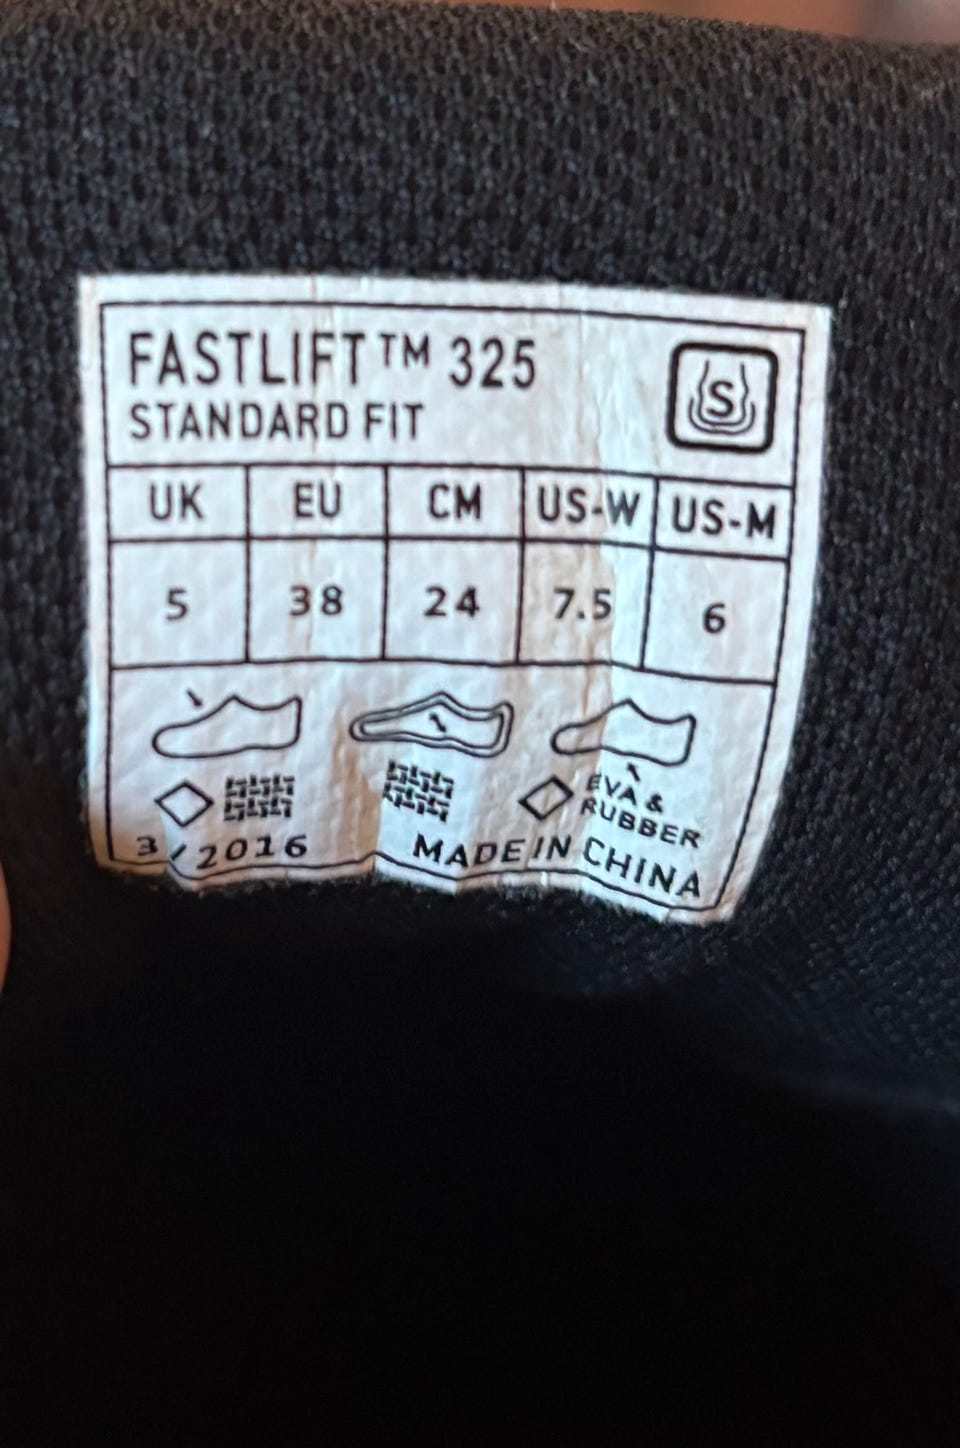 FASTLIFT™ 325
STANDARD FIT
S
UK EU CM US-W US-M
5 38 24 7.5 6
EVA &
RUBBER
3/2016 MADE IN CHINA